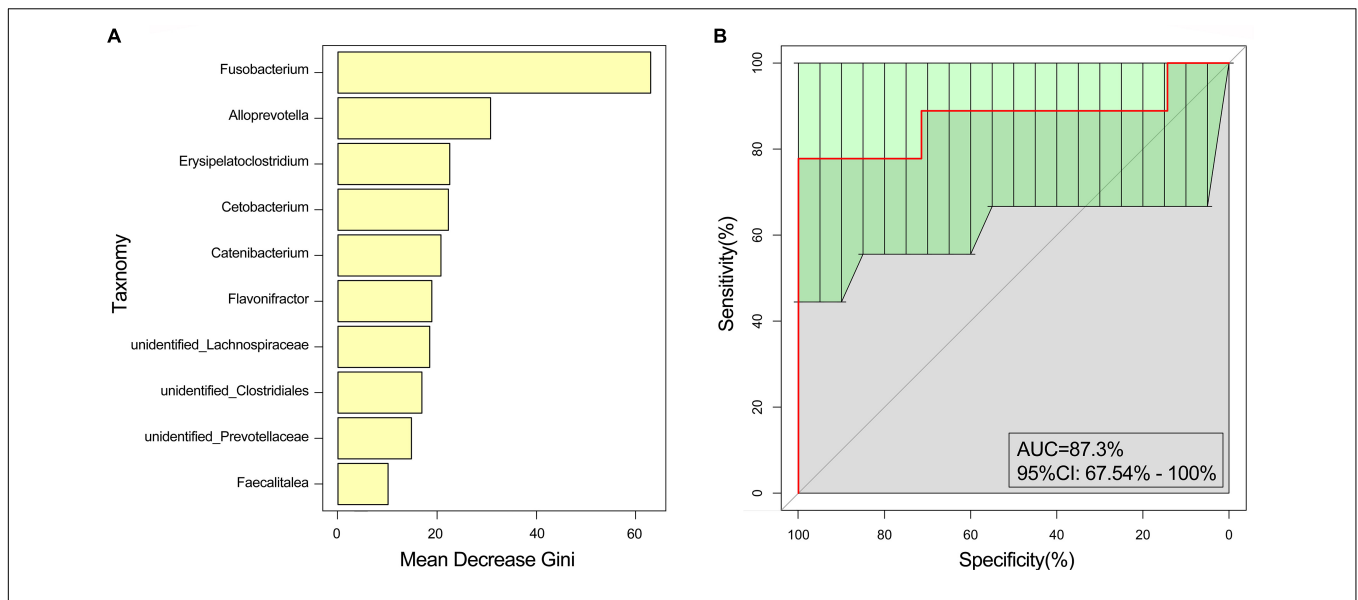 A
Fusobacterium
Alloprevotella
Erysipelatoclostridium
Cetobacterium
Catenibacterium
Flavonifractor
unidentified_Lachnospiraceae
unidentified_Clostridiales
unidentified_Prevotellaceae
Faecalitalea
Taxnomy
0 20 40 60
Mean Decrease Gini
B
100
80
60
40
20
0
Sensitivity(%)
AUC=87.3%
95%CI: 67.54% - 100%
100 80 60 40 20 0
Specificity(%)